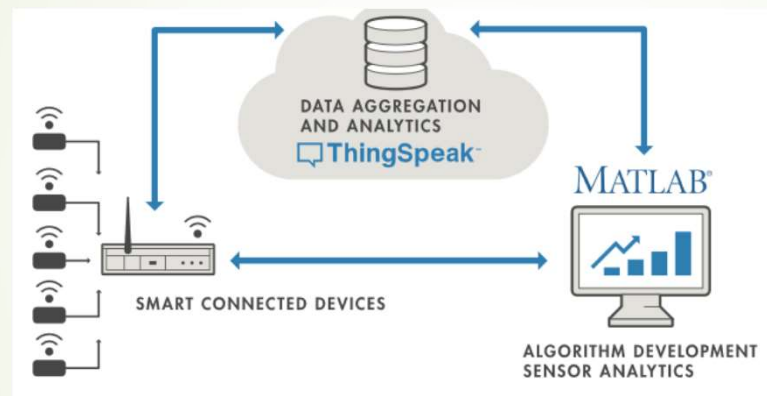 DATA AGGREGATION
AND ANALYTICS
ThingSpeak™
MATLAB®
SMART CONNECTED DEVICES
ALGORITHM DEVELOPMENT
SENSOR ANALYTICS